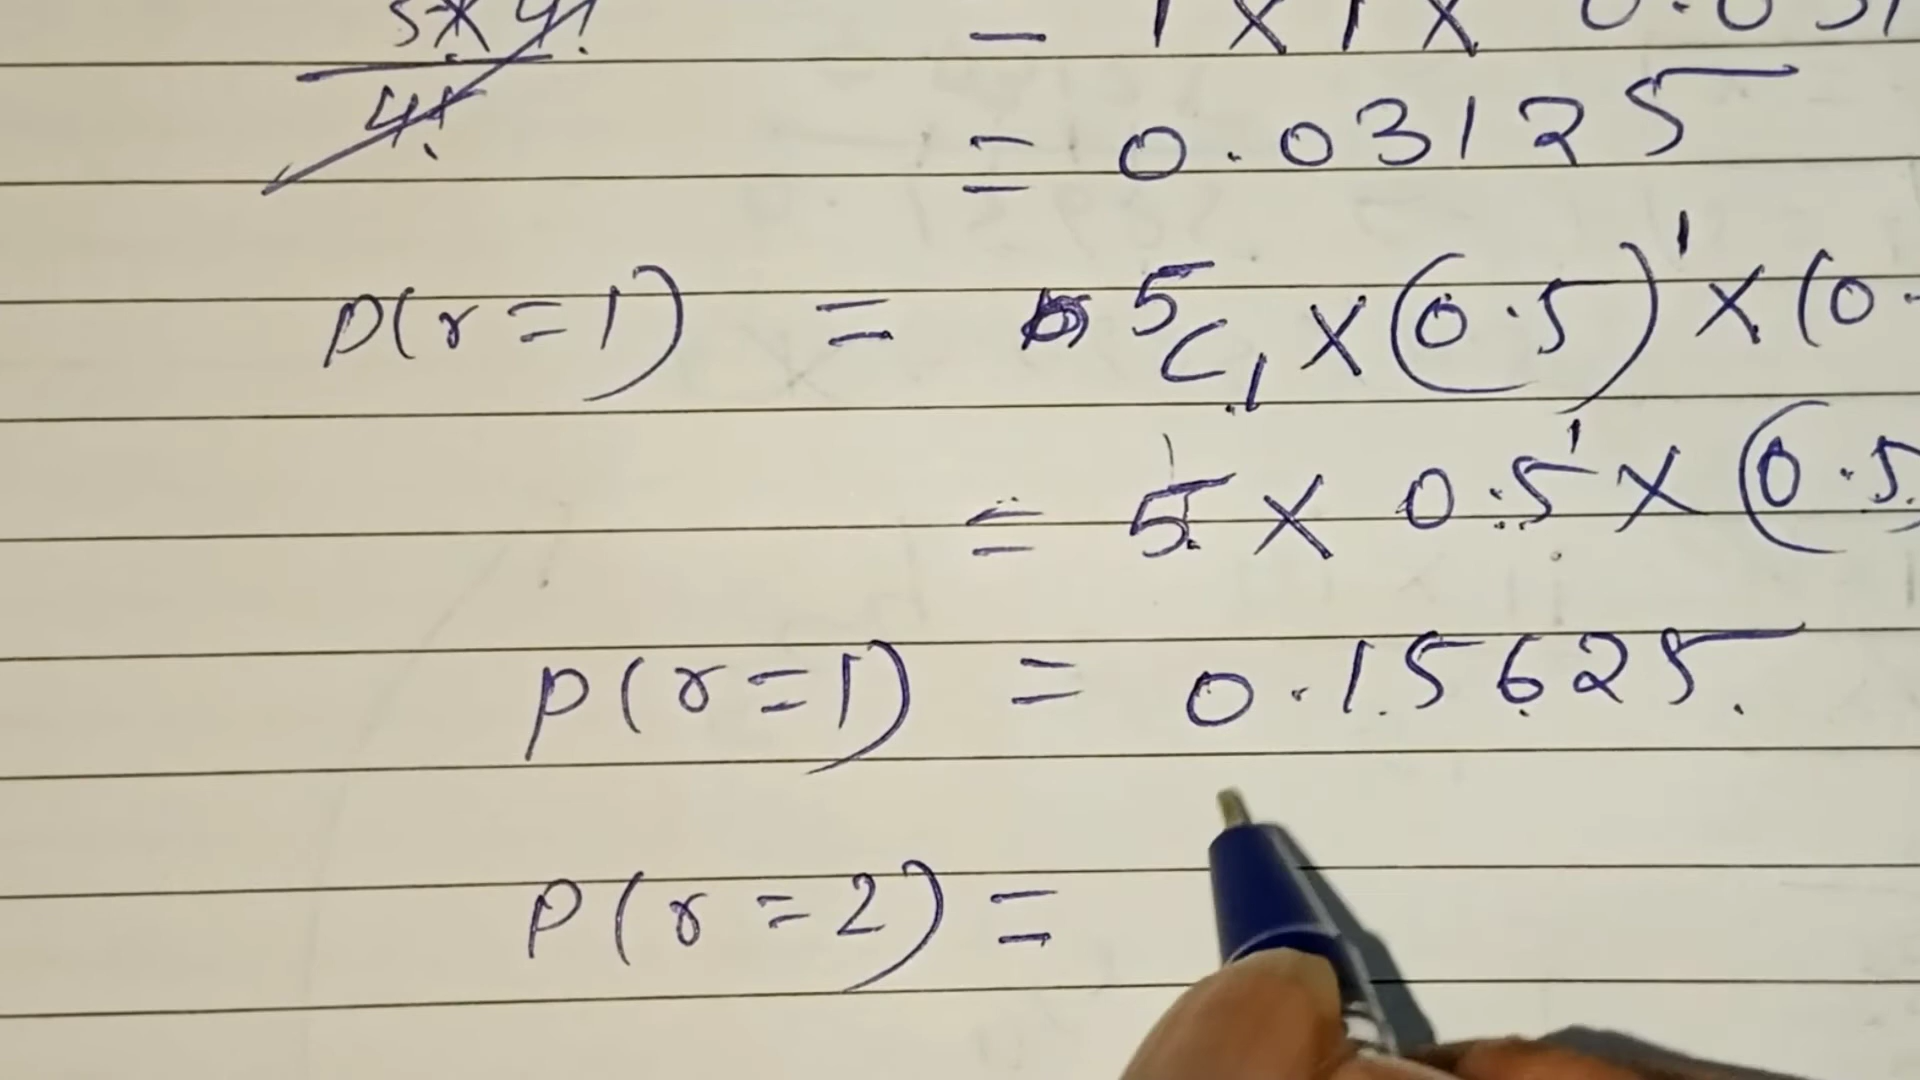 5×4!
= 1 × 1 × 0.031
4!
= 0.03125
P(r=1) = ⁵C₁ × (0.5)¹ × (0.
= 5 × 0.5¹ × (0.5
P(r=1) = 0.15625
P(r=2) =